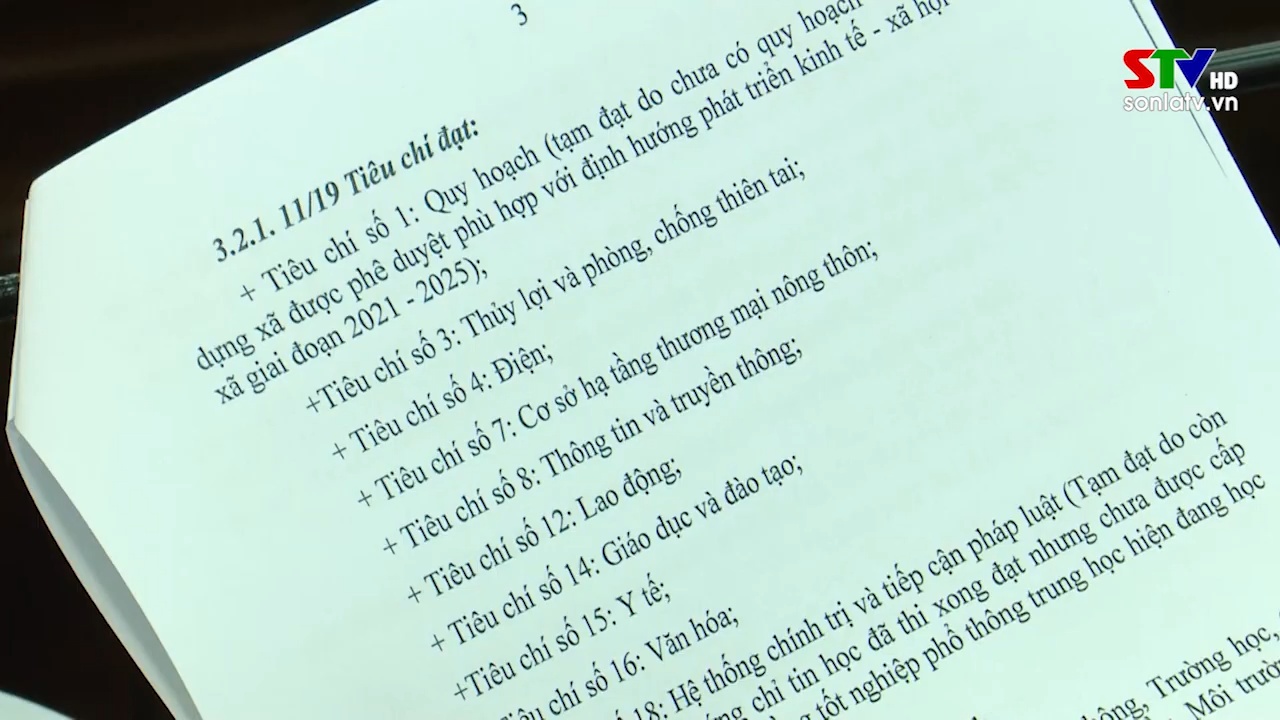 3
STV HD
sonlatv.vn
3.2.1. 11/19 Tiêu chí đạt:
+ Tiêu chí số 1: Quy hoạch (tạm đạt do chưa có quy hoạch
dựng xã được phê duyệt phù hợp với định hướng phát triển kinh tế - xã hội
xã giai đoạn 2021 - 2025);
+Tiêu chí số 3: Thủy lợi và phòng, chống thiên tai;
+ Tiêu chí số 4: Điện;
+ Tiêu chí số 7: Cơ sở hạ tầng thương mại nông thôn;
+ Tiêu chí số 8: Thông tin và truyền thông;
+ Tiêu chí số 12: Lao động;
+ Tiêu chí số 14: Giáo dục và đào tạo;
+Tiêu chí số 15: Y tế;
chí số 16: Văn hóa;
18: Hệ thống chính trị và tiếp cận pháp luật (Tạm đạt do còn
chỉ tin học đã thi xong đạt nhưng chưa được cấp
tốt nghiệp phổ thông trung học hiện đang học
Trường học,
Môi